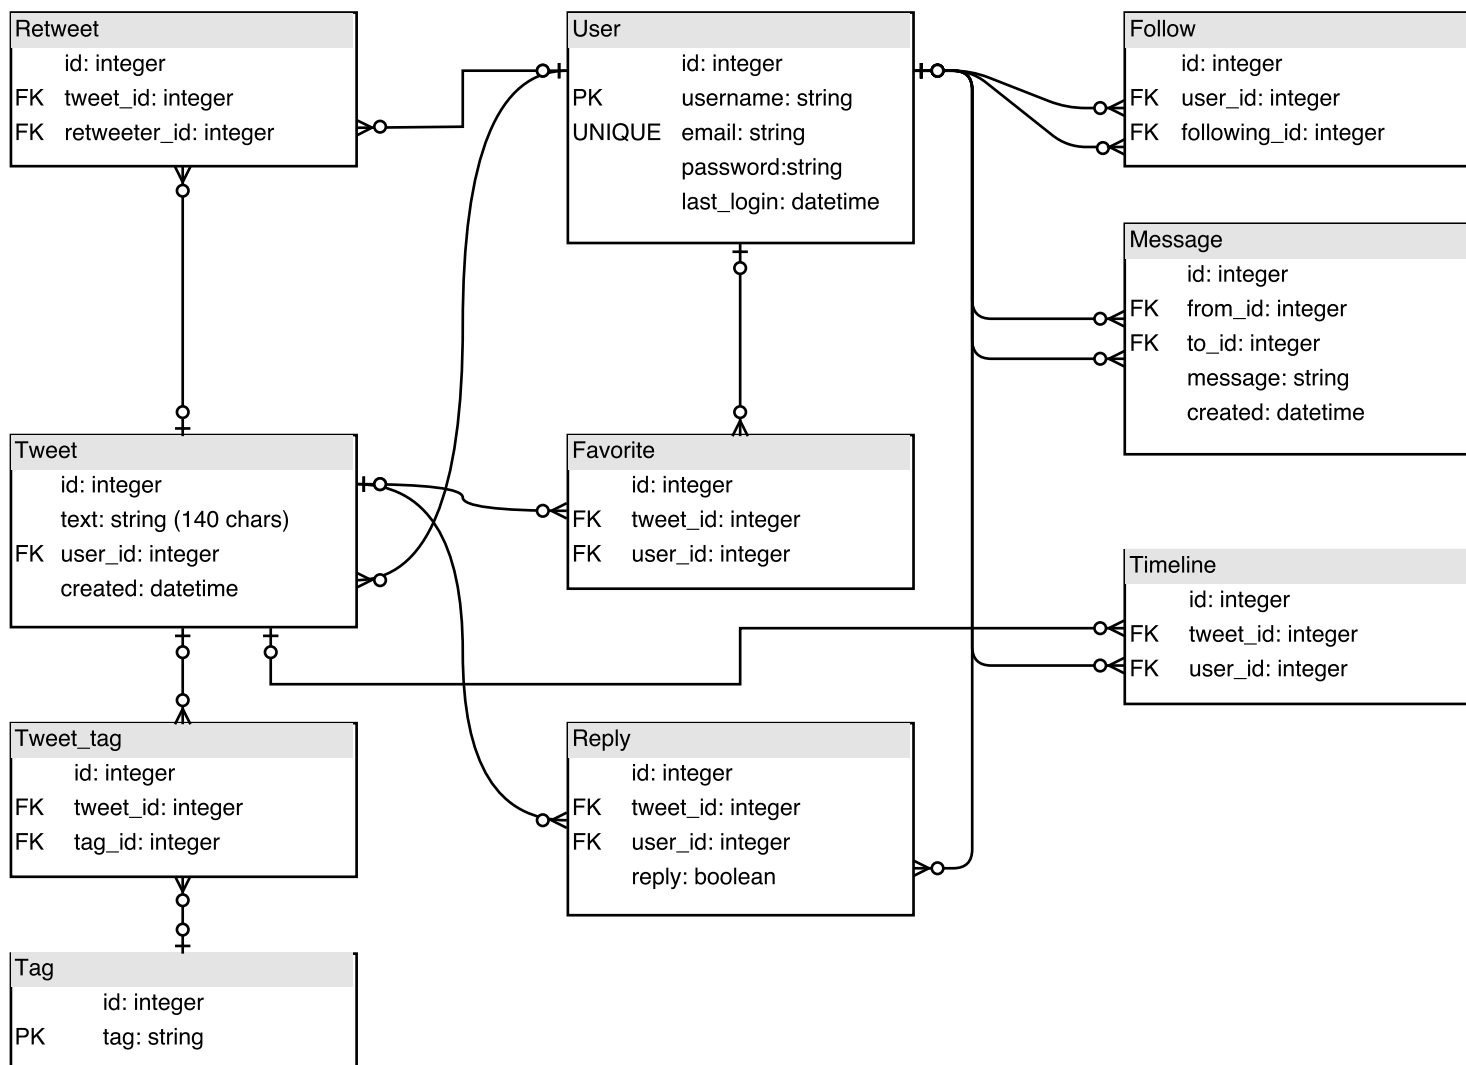 Retweet
id: integer
FK tweet_id: integer
FK retweeter_id: integer
User
id: integer
PK username: string
UNIQUE email: string
password:string
last_login: datetime
Follow
id: integer
FK user_id: integer
FK following_id: integer
Message
id: integer
FK from_id: integer
FK to_id: integer
message: string
created: datetime
Tweet
id: integer
text: string (140 chars)
FK user_id: integer
created: datetime
Favorite
id: integer
FK tweet_id: integer
FK user_id: integer
Timeline
id: integer
FK tweet_id: integer
FK user_id: integer
Tweet_tag
id: integer
FK tweet_id: integer
FK tag_id: integer
Reply
id: integer
FK tweet_id: integer
FK user_id: integer
reply: boolean
Tag
id: integer
PK tag: string